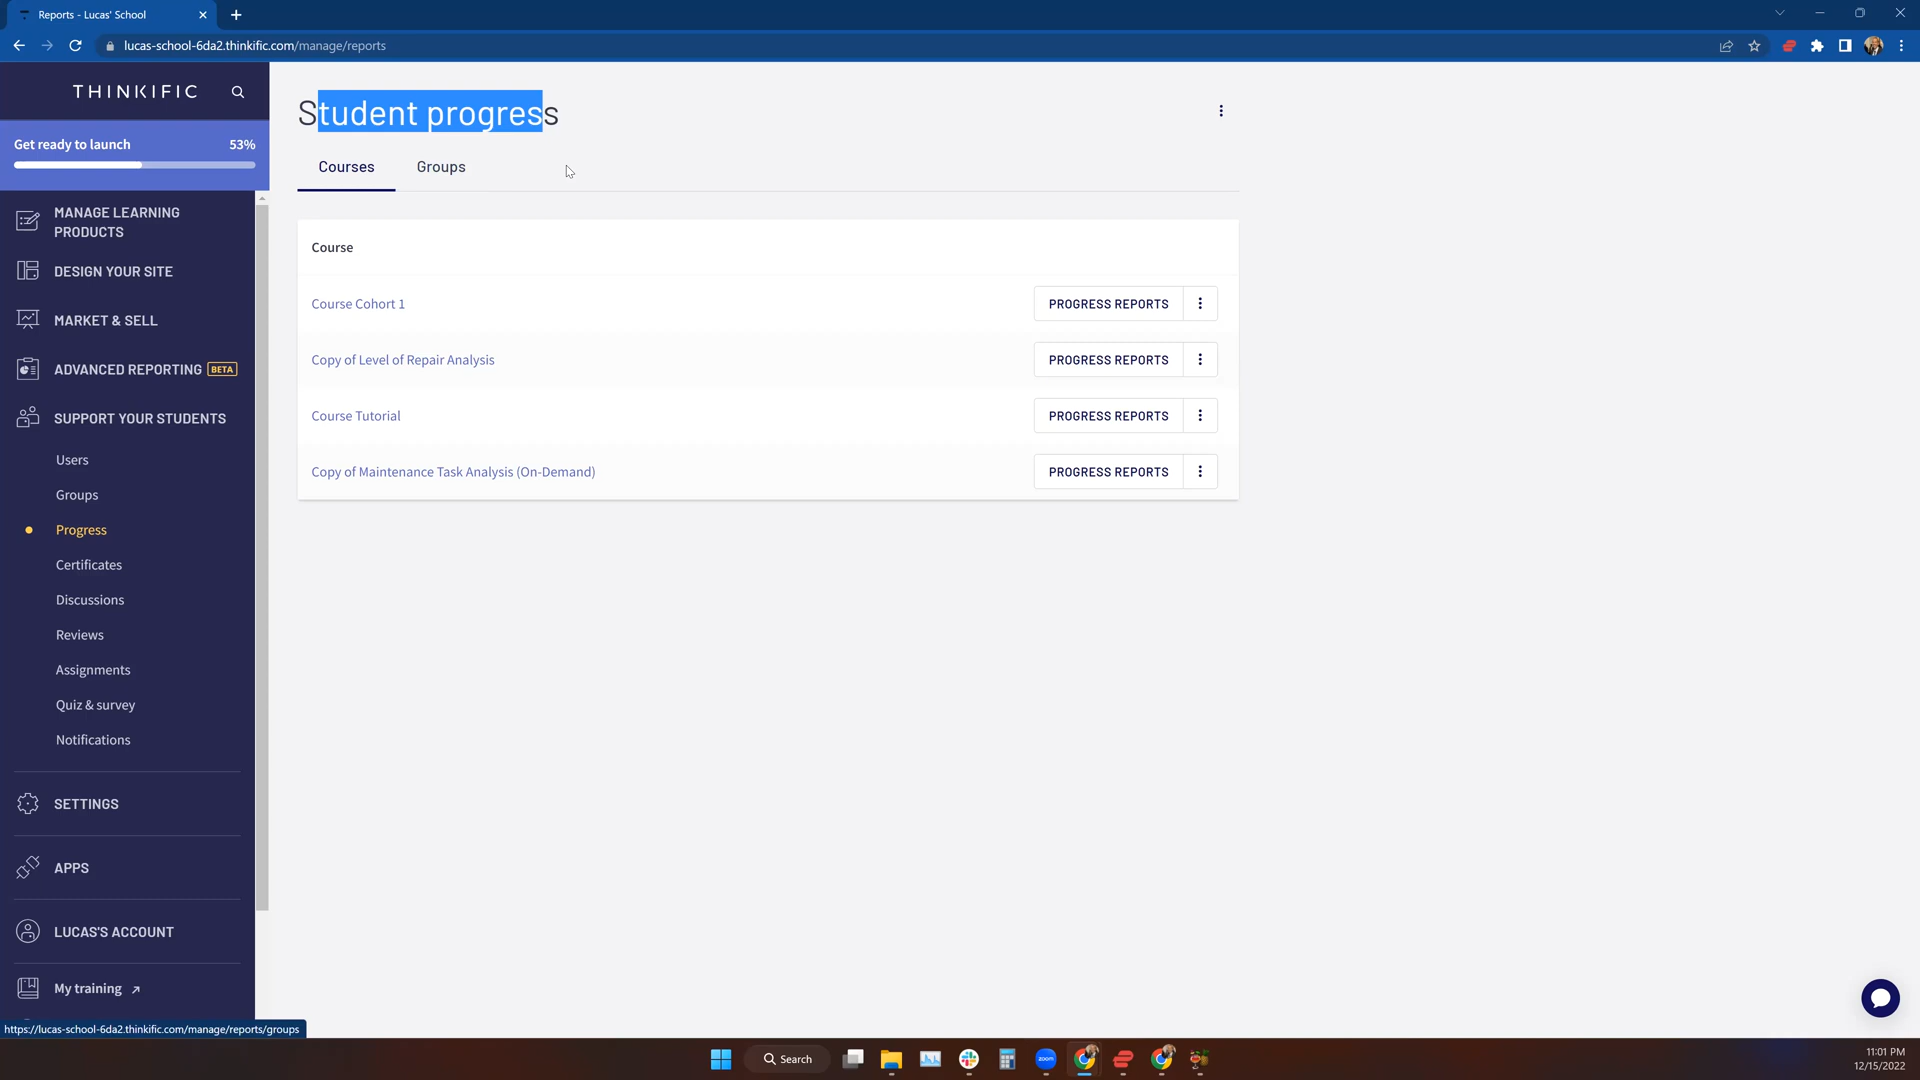 Reports - Lucas' School
lucas-school-6da2.thinkific.com/manage/reports
THINKIFIC
Get ready to launch 53%
MANAGE LEARNING
PRODUCTS
DESIGN YOUR SITE
MARKET & SELL
ADVANCED REPORTING BETA
SUPPORT YOUR STUDENTS
Users
Groups
Progress
Certificates
Discussions
Reviews
Assignments
Quiz & survey
Notifications
SETTINGS
APPS
LUCAS'S ACCOUNT
My training
https://lucas-school-6da2.thinkific.com/manage/reports/groups
Student progress
Courses Groups
Course
Course Cohort 1 PROGRESS REPORTS
Copy of Level of Repair Analysis PROGRESS REPORTS
Course Tutorial PROGRESS REPORTS
Copy of Maintenance Task Analysis (On-Demand) PROGRESS REPORTS
Search
zoom
11:01 PM
12/15/2022